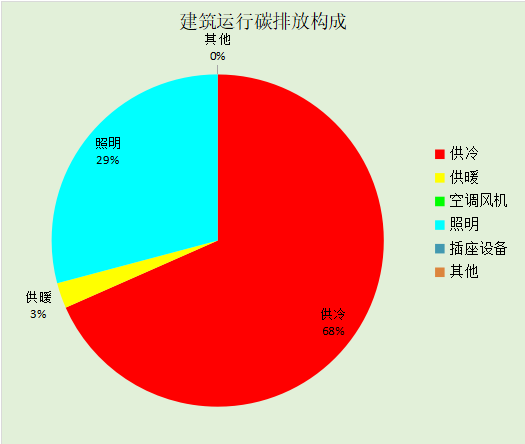 建筑运行碳排放构成
其他
0%
照明
29%
供暖
3%
供冷
68%
供冷
供暖
空调风机
照明
插座设备
其他